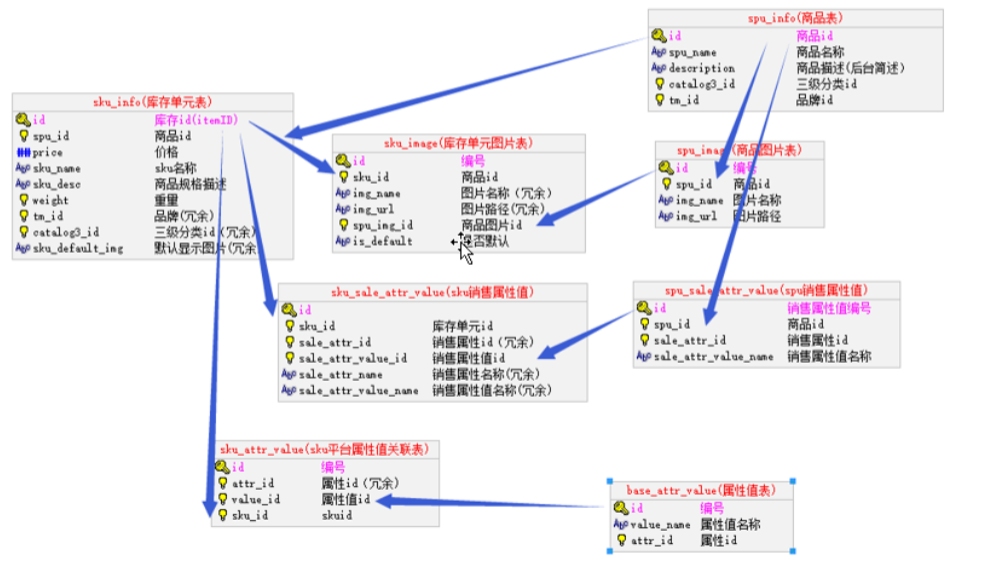 spu_info(商品表)
id 商品id
spu_name 商品名称
description 商品描述(后台简述)
catalog3_id 三级分类id
tm_id 品牌id
sku_info(库存单元表)
id 库存id(itemID)
spu_id 商品id
price 价格
sku_name sku名称
sku_desc 商品规格描述
weight 重量
tm_id 品牌(冗余)
catalog3_id 三级分类id(冗余)
sku_default_img 默认显示图片(冗余
sku_image(库存单元图片表)
id 编号
sku_id 商品id
img_name 图片名称(冗余)
img_url 图片路径(冗余)
spu_img_id 商品图片id
is_default 是否默认
spu_image(商品图片表)
id 编号
spu_id 商品id
img_name 图片名称
img_url 图片路径
sku_sale_attr_value(sku销售属性值)
id
sku_id 库存单元id
sale_attr_id 销售属性id(冗余)
sale_attr_value_id 销售属性值id
sale_attr_name 销售属性名称(冗余)
sale_attr_value_name 销售属性值名称(冗余)
spu_sale_attr_value(spu销售属性值)
id 销售属性值编号
spu_id 商品id
sale_attr_id 销售属性id
sale_attr_value_name 销售属性值名称
sku_attr_value(sku平台属性值关联表)
id 编号
attr_id 属性id(冗余)
value_id 属性值id
sku_id skuid
base_attr_value(属性值表)
id 编号
value_name 属性值名称
attr_id 属性id